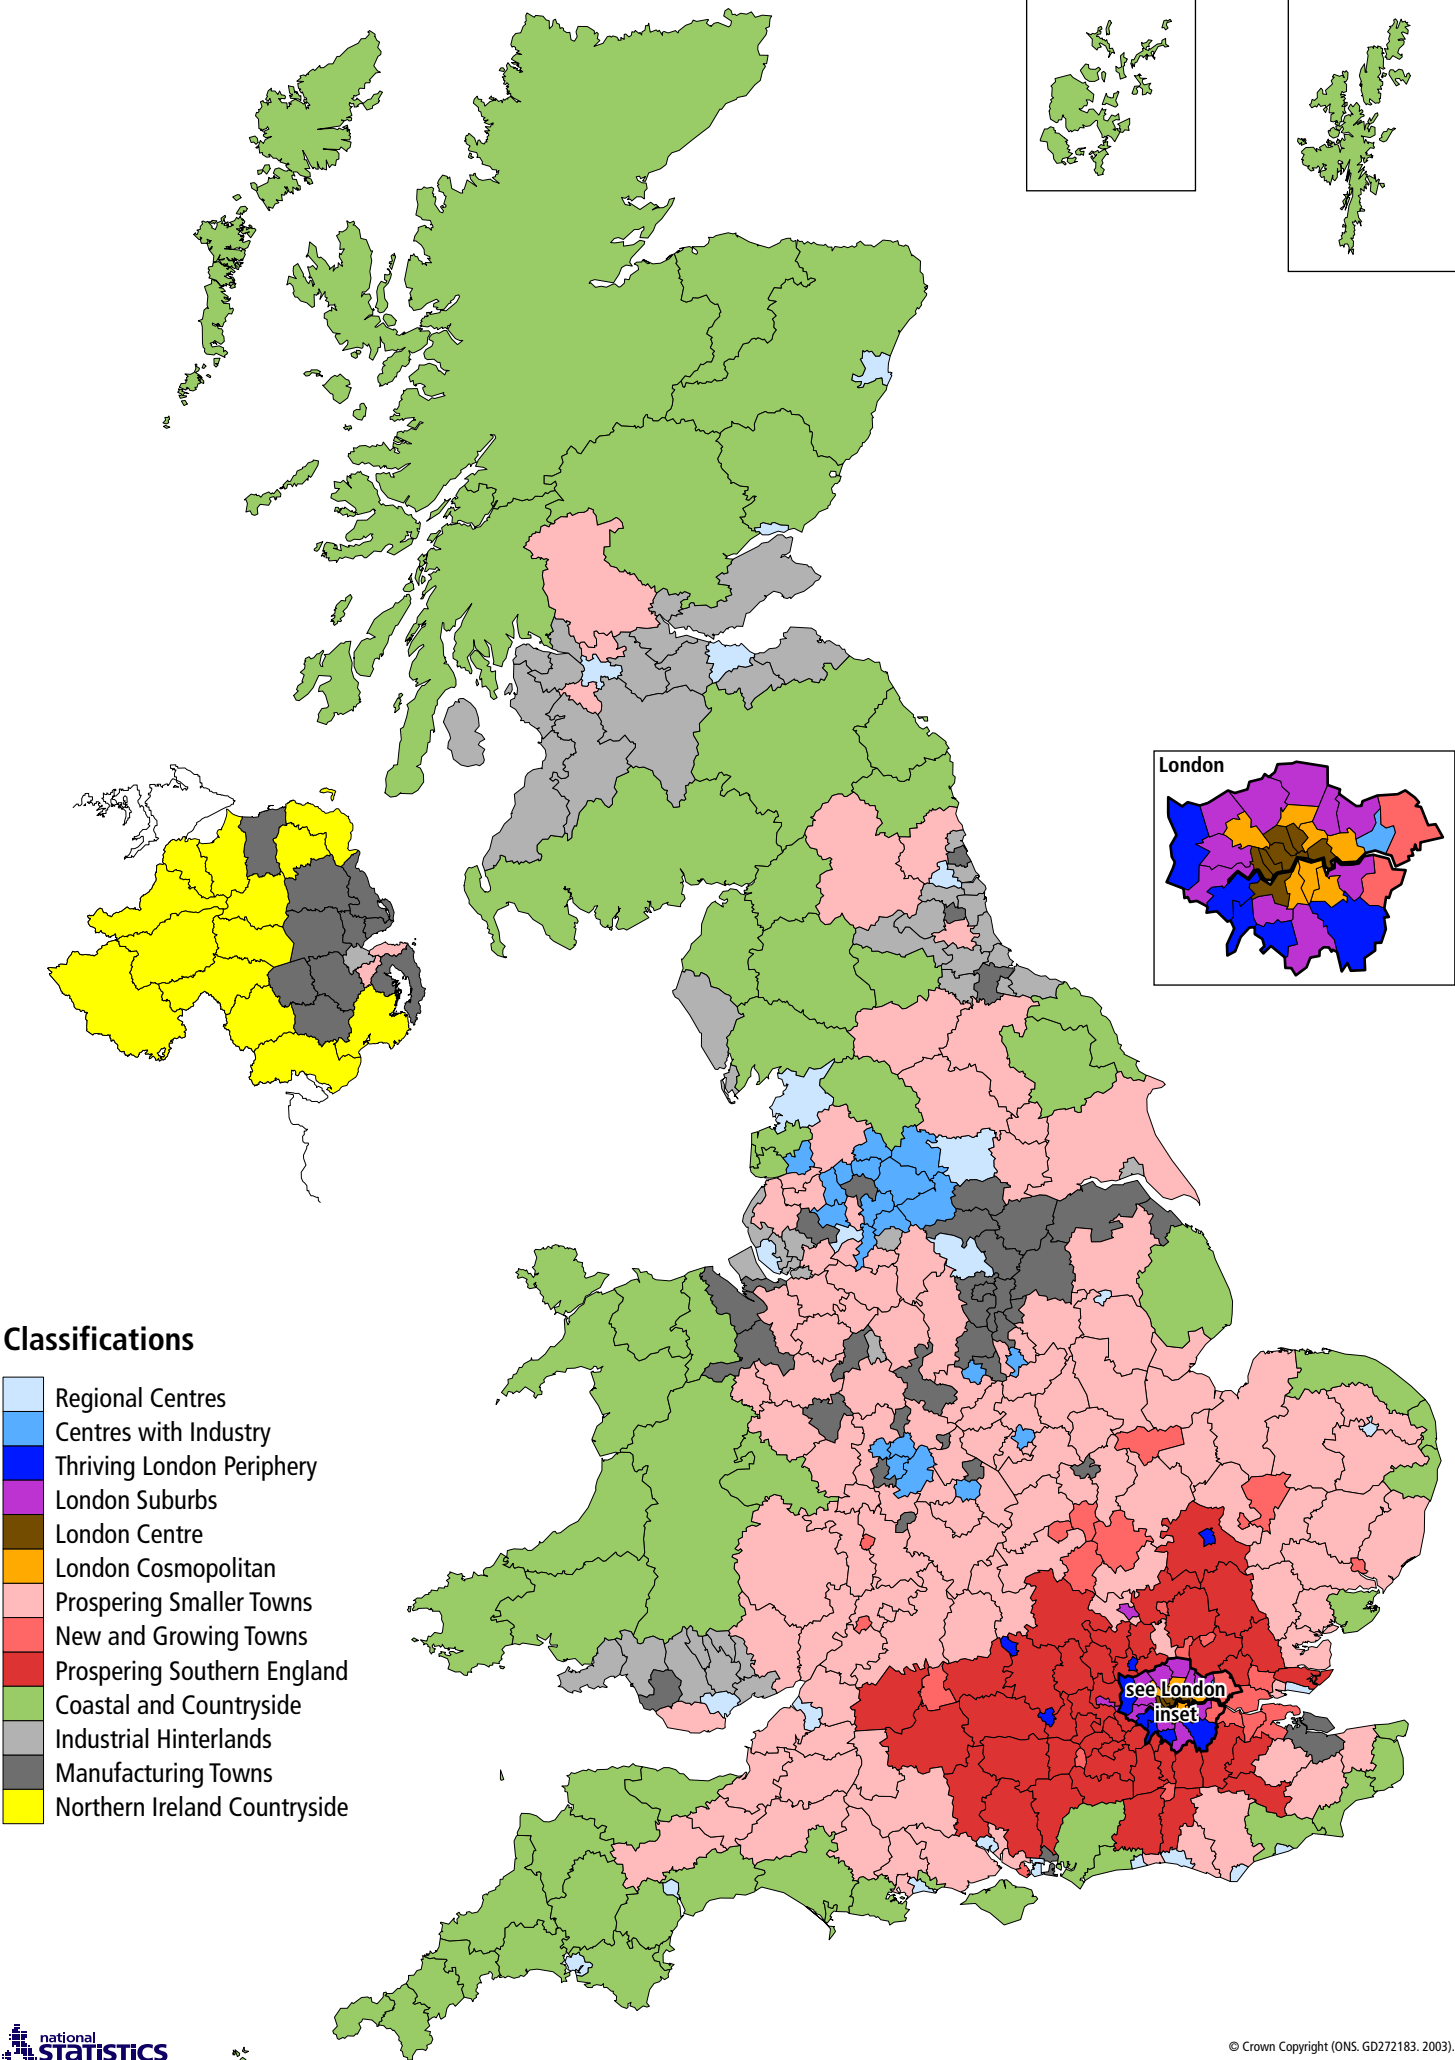 London
see London
inset
Classifications
Regional Centres
Centres with Industry
Thriving London Periphery
London Suburbs
London Centre
London Cosmopolitan
Prospering Smaller Towns
New and Growing Towns
Prospering Southern England
Coastal and Countryside
Industrial Hinterlands
Manufacturing Towns
Northern Ireland Countryside
national
STATISTICS
© Crown Copyright (ONS. GD272183. 2003).